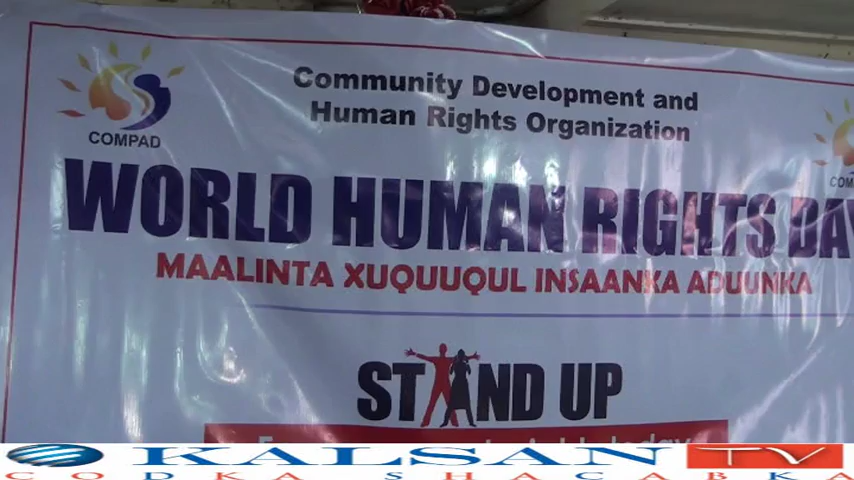 COMPAD
Community Development and
Human Rights Organization
WORLD HUMAN RIGHTS DAY
MAALINTA XUQUUQUL INSAANKA ADUUNKA
STAND UP
KALSAN TV
CODKA SHACABKA